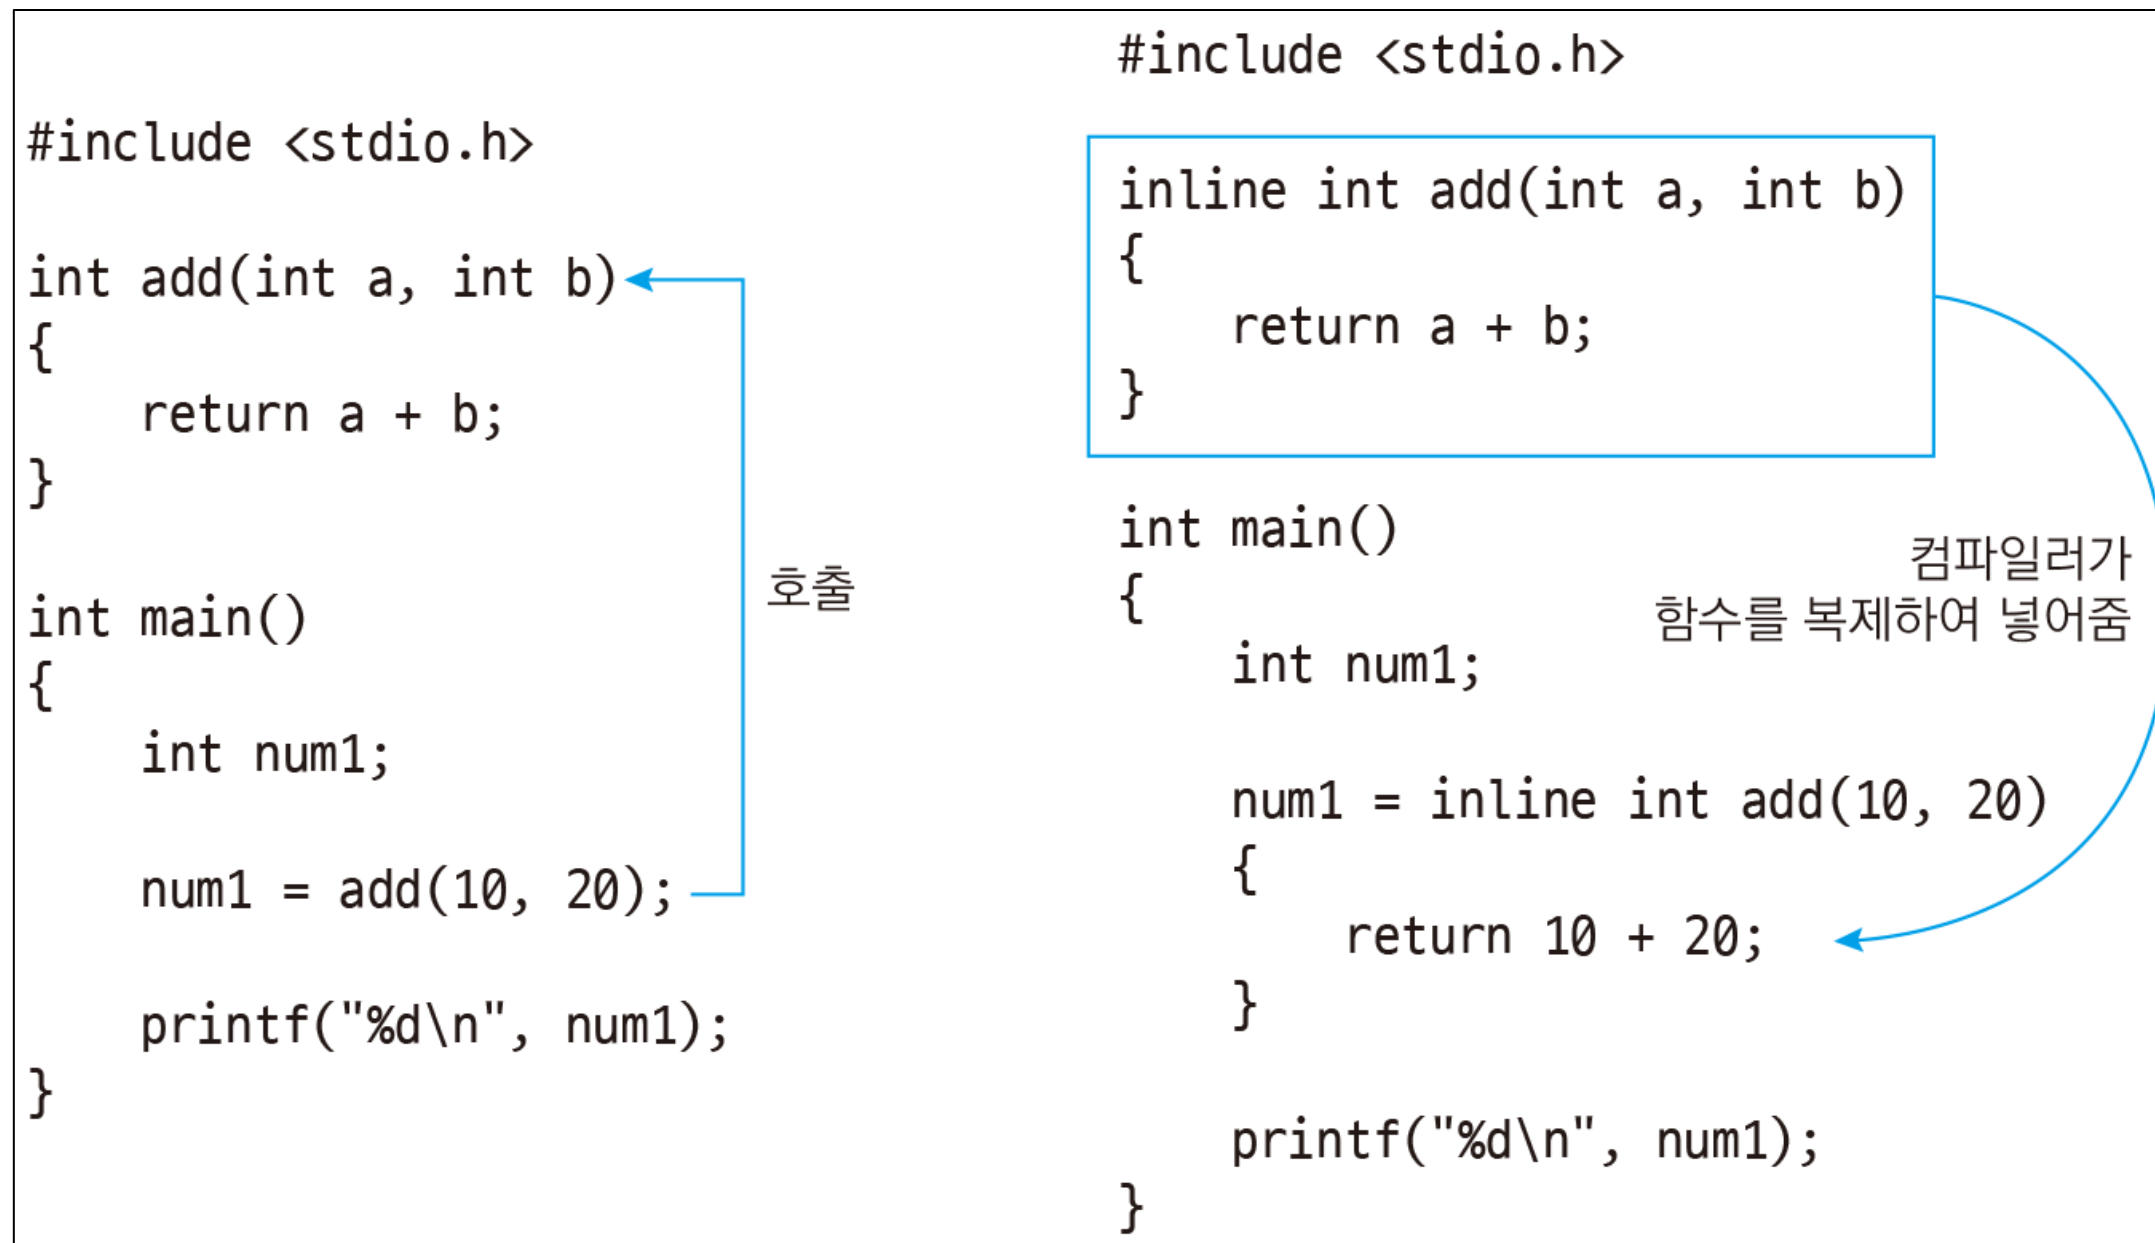 #include <stdio.h>
int add(int a, int b)
{
    return a + b;
}
int main()
{
    int num1;
    num1 = add(10, 20);
    printf("%d\n", num1);
}
호출
#include <stdio.h>
inline int add(int a, int b)
{
    return a + b;
}
int main()
{
    int num1;
    num1 = inline int add(10, 20)
    {
        return 10 + 20;
    }
    printf("%d\n", num1);
}
컴파일러가
함수를 복제하여 넣어줌